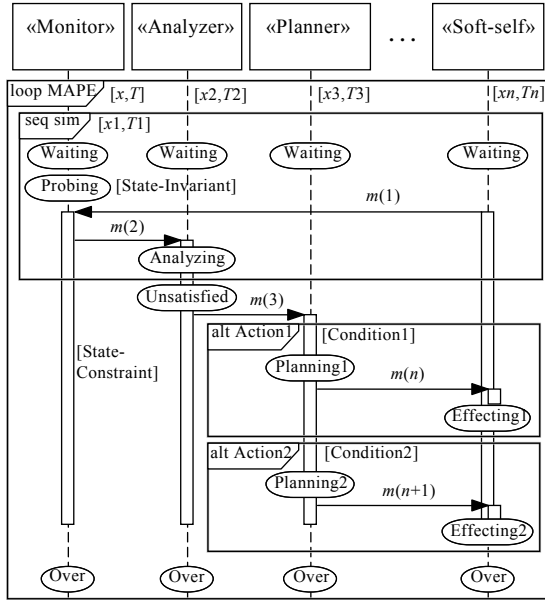 «Monitor» «Analyzer» «Planner» ... «Soft-self»
loop MAPE [x,T] [x2,T2] [x3,T3] [xn,Tn]
seq sim [x1,T1]
Waiting Waiting Waiting Waiting
Probing [State-Invariant]
m(1)
m(2)
Analyzing
Unsatisfied m(3)
alt Action1 [Condition1]
[State-
Constraint]
Planning1
m(n)
Effecting1
alt Action2 [Condition2]
Planning2
m(n+1)
Effecting2
Over Over Over Over